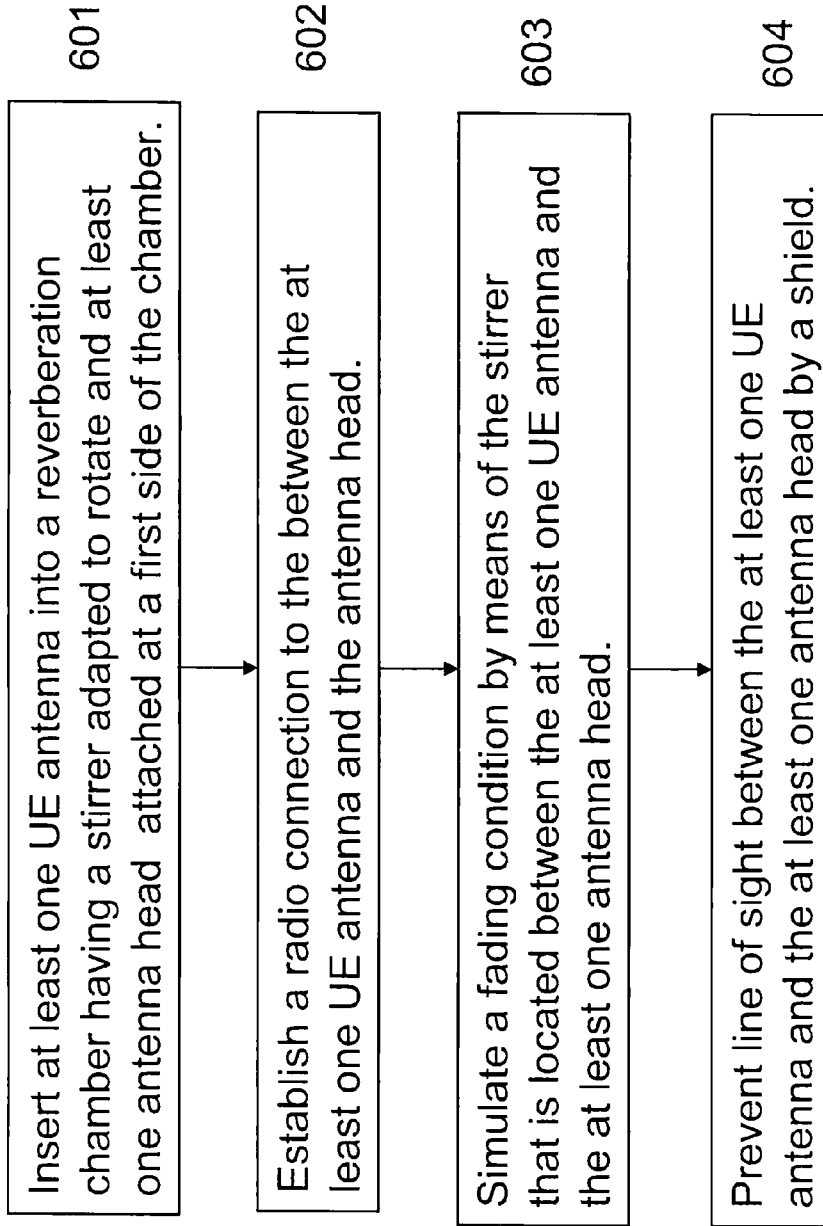 Insert at least one UE antenna into a reverberation
chamber having a stirrer adapted to rotate and at least
one antenna head attached at a first side of the chamber.
601
Establish a radio connection to the between the at
least one UE antenna and the antenna head.
602
Simulate a fading condition by means of the stirrer
that is located between the at least one UE antenna and
the at least one antenna head.
603
Prevent line of sight between the at least one UE
antenna and the at least one antenna head by a shield.
604